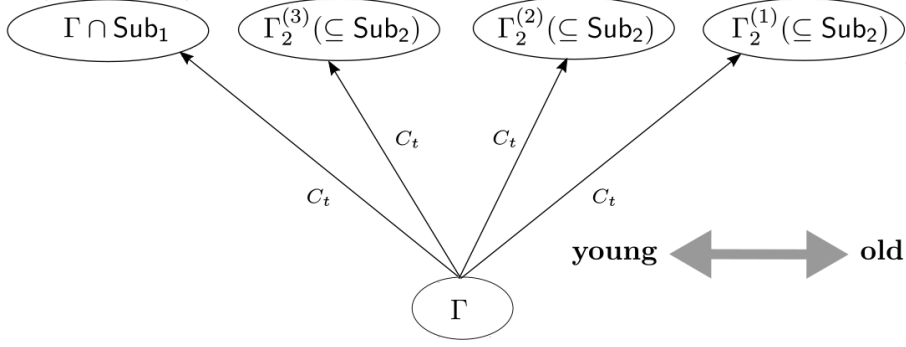 Γ ∩ Sub₁
Γ₂⁽³⁾(⊆ Sub₂)
Γ₂⁽²⁾(⊆ Sub₂)
Γ₂⁽¹⁾(⊆ Sub₂)
Cₜ
Cₜ
Cₜ
Cₜ
young
old
Γ